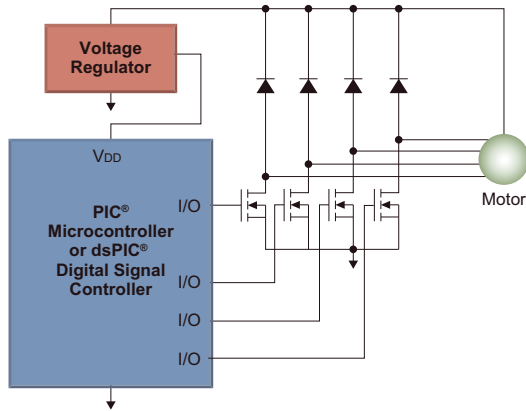 Voltage
Regulator
VDD
PIC®
Microcontroller
or dsPIC®
Digital Signal
Controller
I/O
I/O
I/O
I/O
Motor